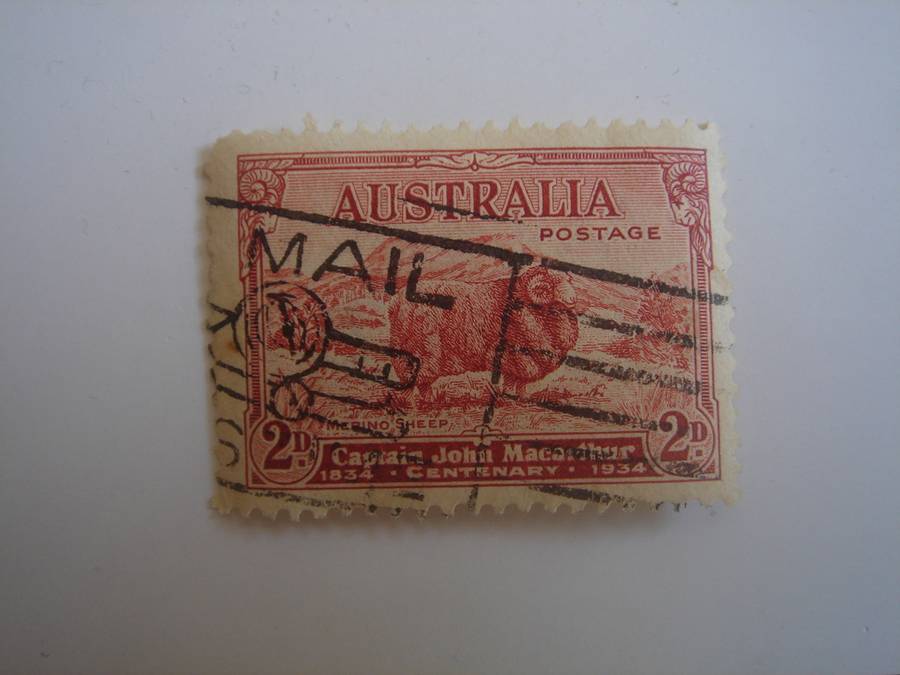 AUSTRALIA
POSTAGE
MAIL
MERINO SHEEP
2D. Captain John Macarthur 2D.
1834 · CENTENARY · 1934